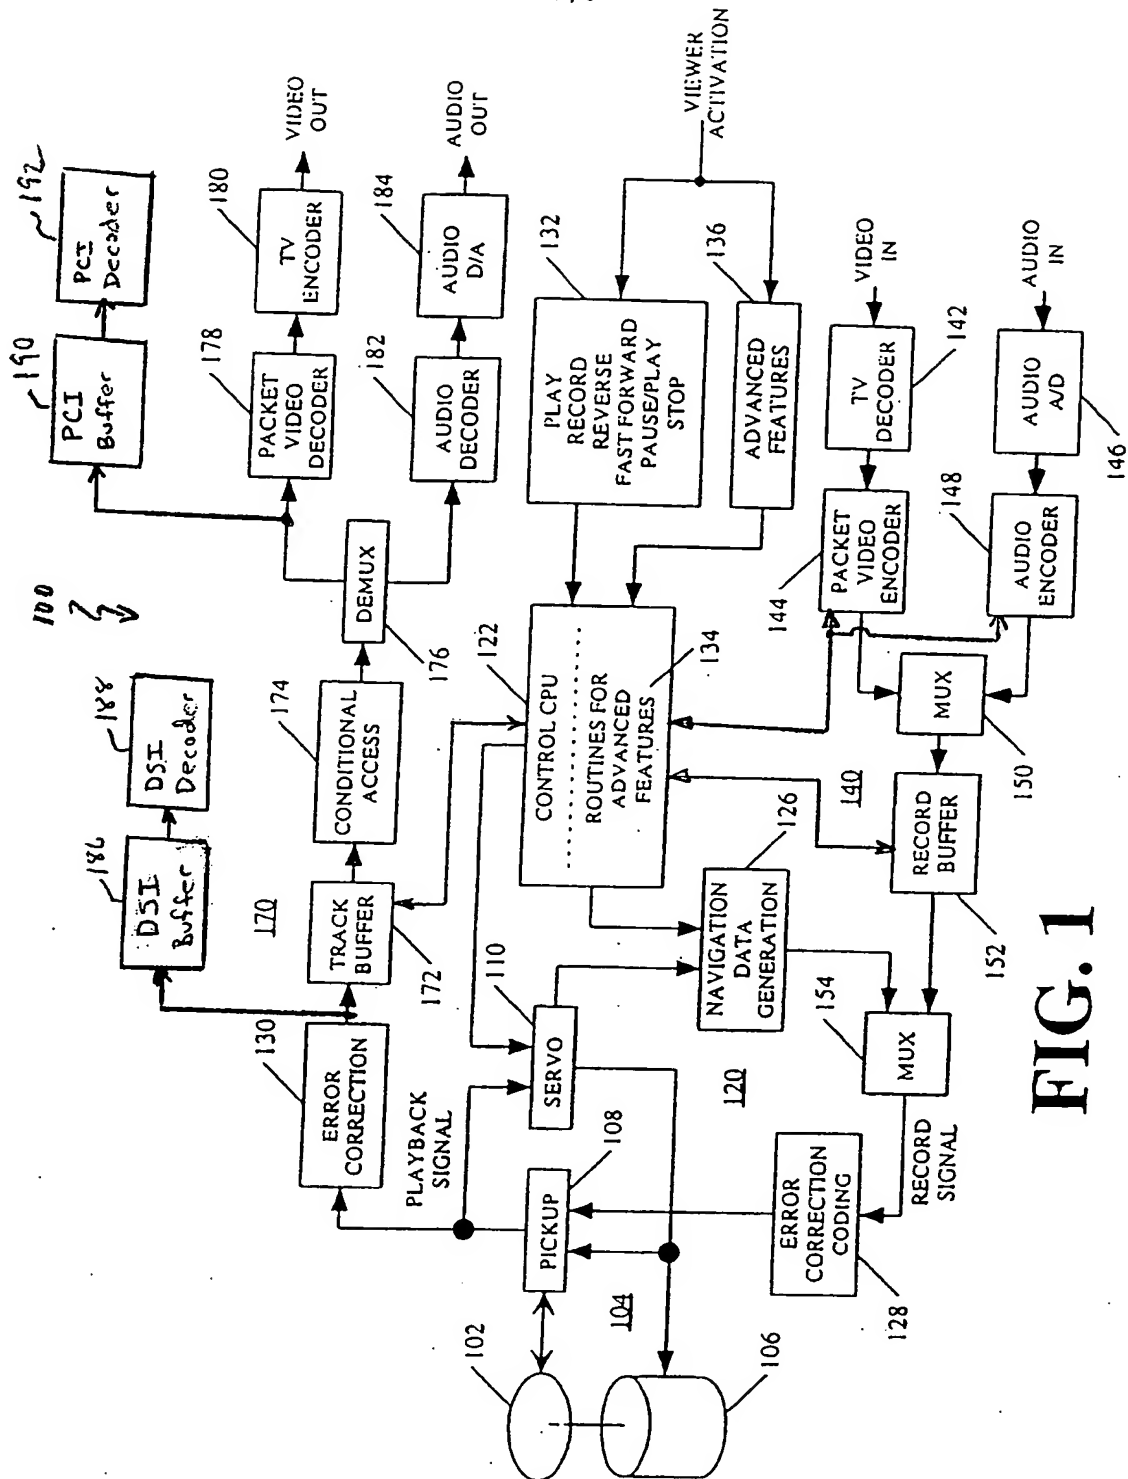 100
186
DSI
Buffer
188
DSI
Decoder
190
PCI
Buffer
192
PCI
Decoder
130
ERROR
CORRECTION
170
TRACK
BUFFER
172
174
CONDITIONAL
ACCESS
DEMUX
176
178
PACKET
VIDEO
DECODER
180
TV
ENCODER
VIDEO
OUT
182
AUDIO
DECODER
184
AUDIO
D/A
AUDIO
OUT
PLAYBACK
SIGNAL
102
PICKUP
108
104
106
110
SERVO
120
122
CONTROL CPU
ROUTINES FOR
ADVANCED
FEATURES
134
132
PLAY
RECORD
REVERSE
FAST FORWARD
PAUSE/PLAY
STOP
136
ADVANCED
FEATURES
VIEWER
ACTIVATION
126
NAVIGATION
DATA
GENERATION
ERROR
CORRECTION
CODING
128
RECORD
SIGNAL
154
MUX
140
RECORD
BUFFER
152
MUX
150
144
PACKET
VIDEO
ENCODER
TV
DECODER
142
VIDEO
IN
148
AUDIO
ENCODER
AUDIO
A/D
146
AUDIO
IN
FIG. 1